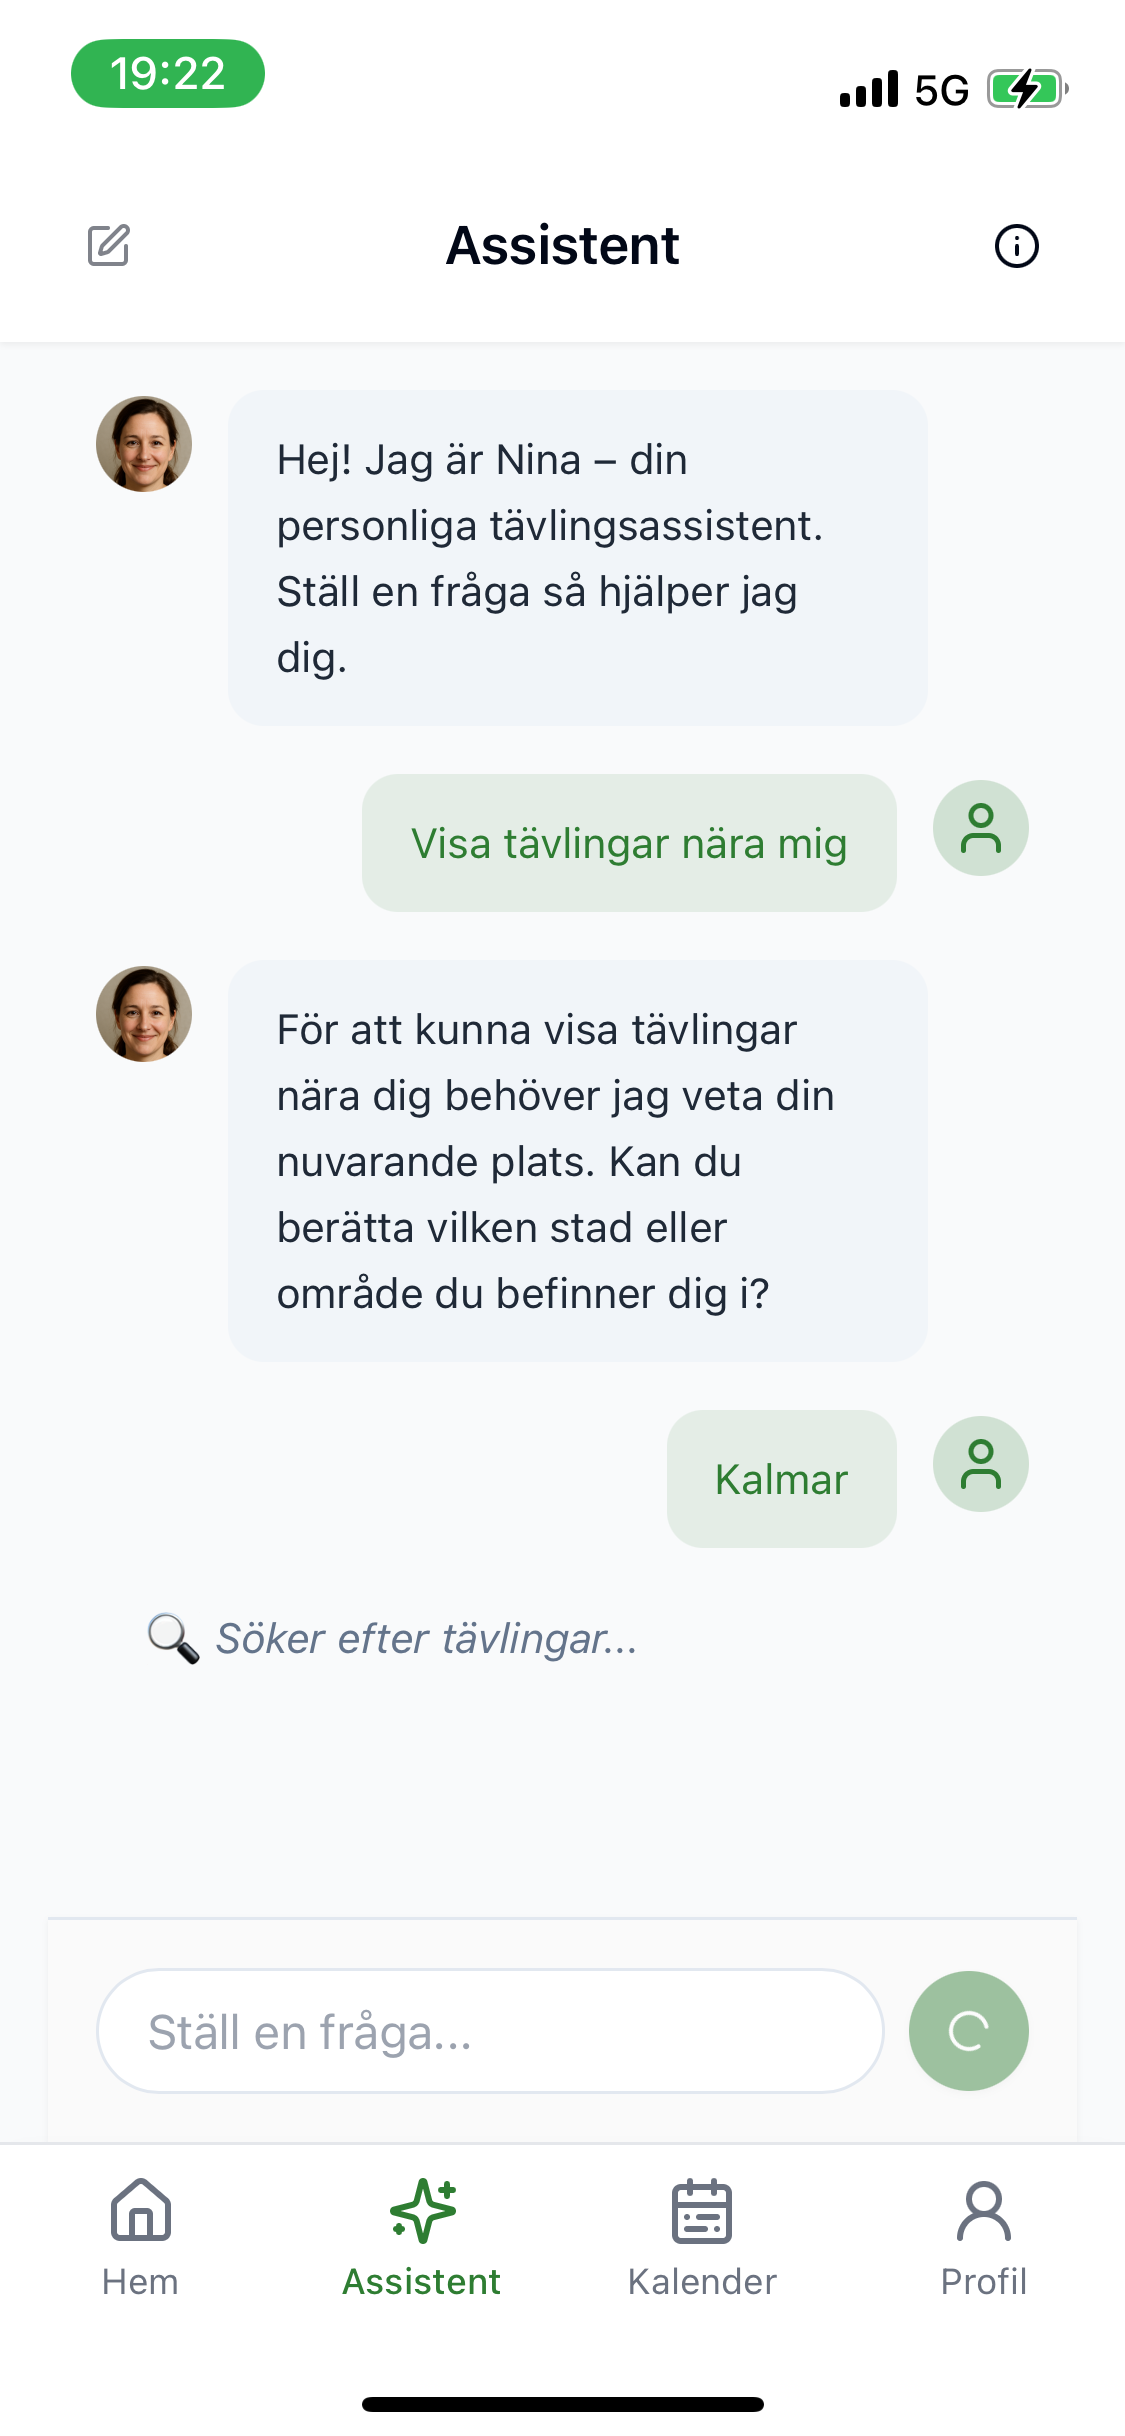 19:22
5G
Assistent
Hej! Jag är Nina – din
personliga tävlingsassistent.
Ställ en fråga så hjälper jag
dig.
Visa tävlingar nära mig
För att kunna visa tävlingar
nära dig behöver jag veta din
nuvarande plats. Kan du
berätta vilken stad eller
område du befinner dig i?
Kalmar
Söker efter tävlingar...
Ställ en fråga...
Hem
Assistent
Kalender
Profil